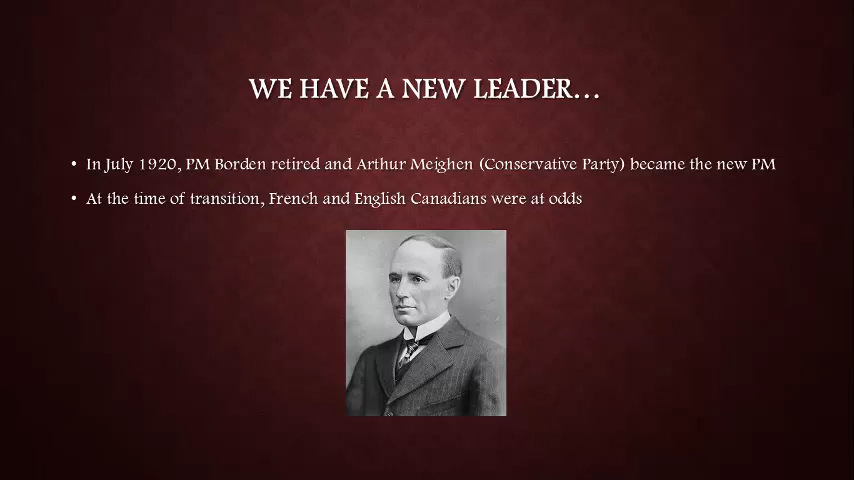 WE HAVE A NEW LEADER...
• In July 1920, PM Borden retired and Arthur Meighen (Conservative Party) became the new PM
• At the time of transition, French and English Canadians were at odds